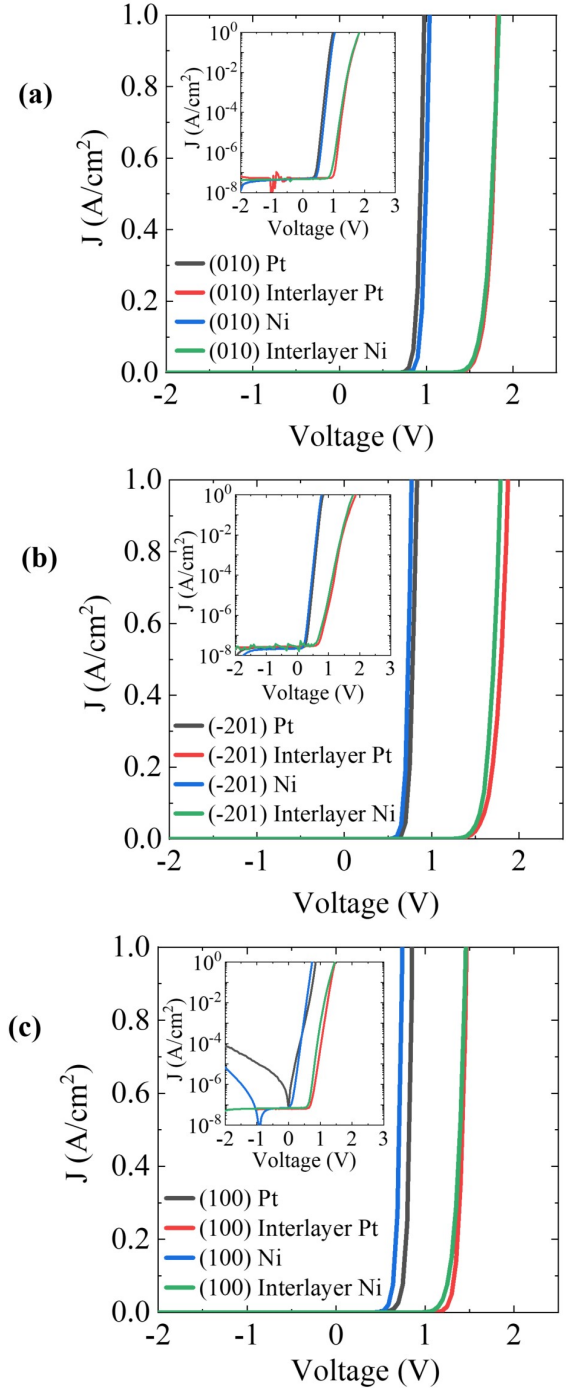 (a)
J (A/cm²)
1.0
0.8
0.6
0.4
0.2
0.0
-2 -1 0 1 2
Voltage (V)
J (A/cm²)
10⁰
10⁻²
10⁻⁴
10⁻⁶
10⁻⁸
-2 -1 0 1 2 3
Voltage (V)
(010) Pt
(010) Interlayer Pt
(010) Ni
(010) Interlayer Ni
(b)
J (A/cm²)
1.0
0.8
0.6
0.4
0.2
0.0
-2 -1 0 1 2
Voltage (V)
J (A/cm²)
10⁰
10⁻²
10⁻⁴
10⁻⁶
10⁻⁸
-2 -1 0 1 2 3
Voltage (V)
(-201) Pt
(-201) Interlayer Pt
(-201) Ni
(-201) Interlayer Ni
(c)
J (A/cm²)
1.0
0.8
0.6
0.4
0.2
0.0
-2 -1 0 1 2
Voltage (V)
J (A/cm²)
10⁰
10⁻²
10⁻⁴
10⁻⁶
10⁻⁸
-2 -1 0 1 2 3
Voltage (V)
(100) Pt
(100) Interlayer Pt
(100) Ni
(100) Interlayer Ni